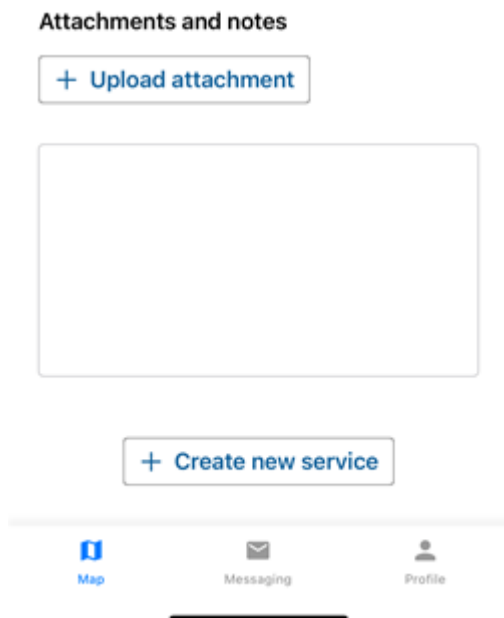 Attachments and notes
+ Upload attachment
+ Create new service
Map Messaging Profile